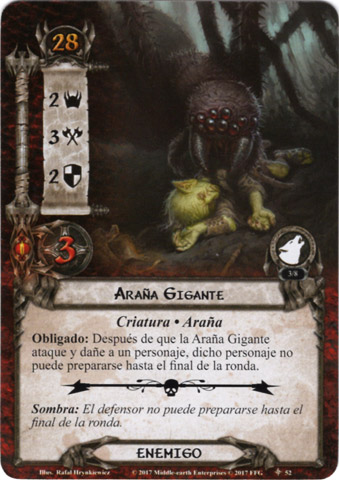 28
2
3
2
3
3/8
Araña Gigante
Criatura • Araña
Obligado: Después de que la Araña Gigante
ataque y dañe a un personaje, dicho personaje no
puede prepararse hasta el final de la ronda.
Sombra: El defensor no puede prepararse hasta el
final de la ronda.
ENEMIGO
Illus. Rafał Hrynkiewicz © 2017 Middle-earth Enterprises © 2017 FFG 52